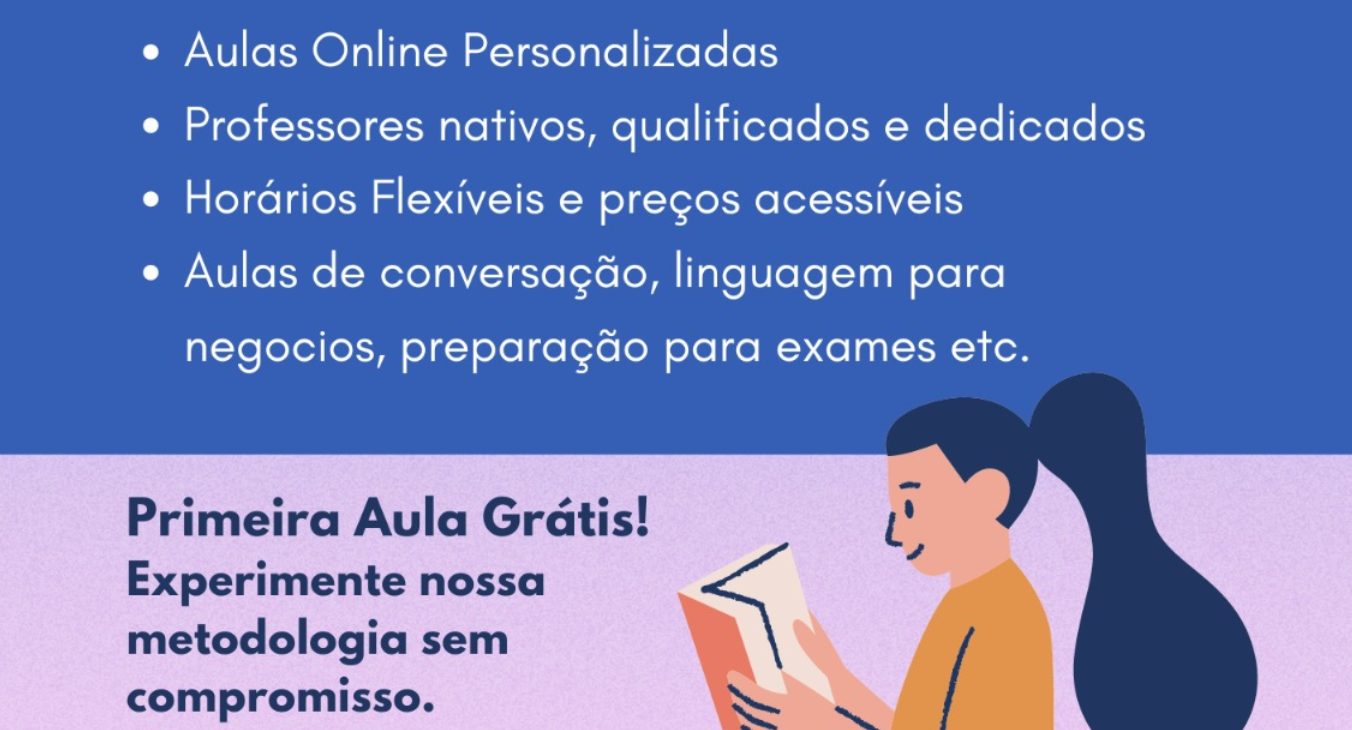 • Aulas Online Personalizadas
• Professores nativos, qualificados e dedicados
• Horários Flexíveis e preços acessíveis
• Aulas de conversação, linguagem para
negocios, preparação para exames etc.
Primeira Aula Grátis!
Experimente nossa
metodologia sem
compromisso.